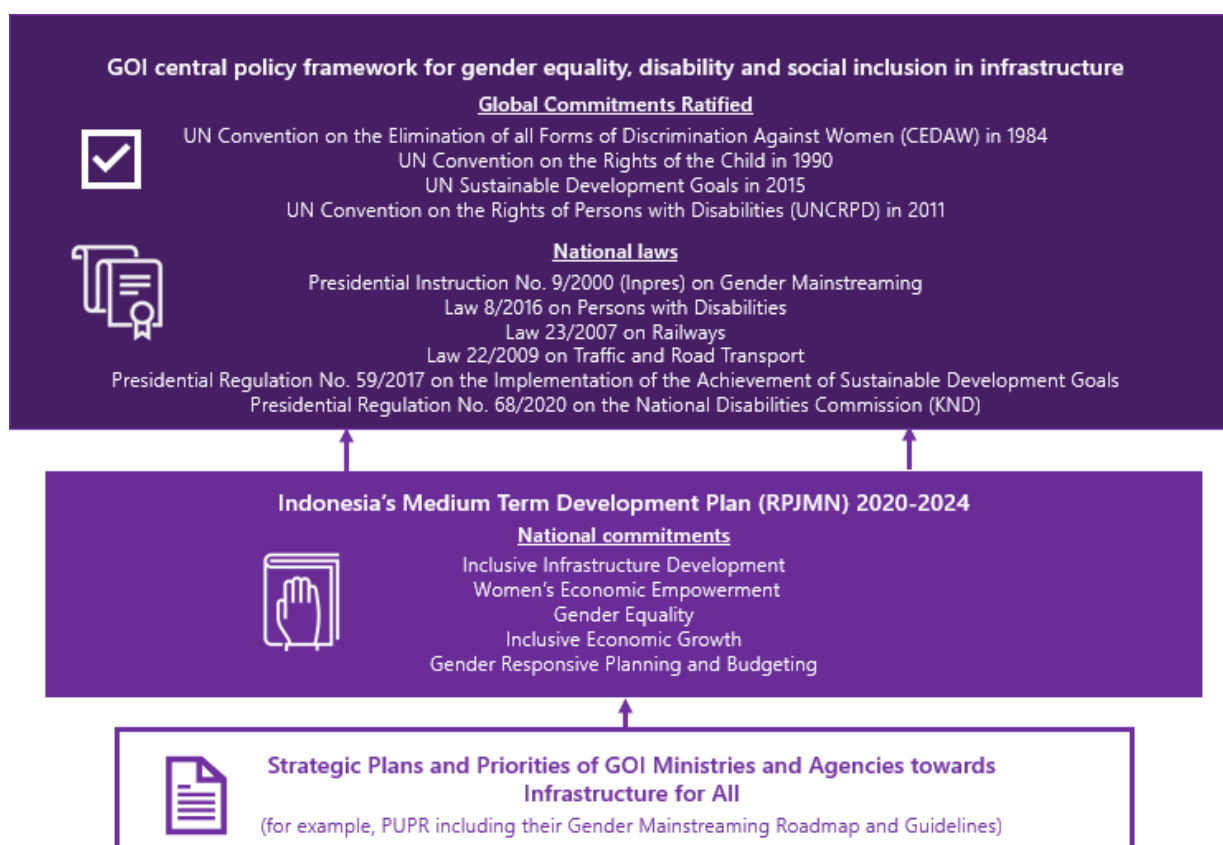 GOI central policy framework for gender equality, disability and social inclusion in infrastructure
Global Commitments Ratified
UN Convention on the Elimination of all Forms of Discrimination Against Women (CEDAW) in 1984
UN Convention on the Rights of the Child in 1990
UN Sustainable Development Goals in 2015
UN Convention on the Rights of Persons with Disabilities (UNCRPD) in 2011
National laws
Presidential Instruction No. 9/2000 (Inpres) on Gender Mainstreaming
Law 8/2016 on Persons with Disabilities
Law 23/2007 on Railways
Law 22/2009 on Traffic and Road Transport
Presidential Regulation No. 59/2017 on the Implementation of the Achievement of Sustainable Development Goals
Presidential Regulation No. 68/2020 on the National Disabilities Commission (KND)
Indonesia's Medium Term Development Plan (RPJMN) 2020-2024
National commitments
Inclusive Infrastructure Development
Women's Economic Empowerment
Gender Equality
Inclusive Economic Growth
Gender Responsive Planning and Budgeting
Strategic Plans and Priorities of GOI Ministries and Agencies towards
Infrastructure for All
(for example, PUPR including their Gender Mainstreaming Roadmap and Guidelines)